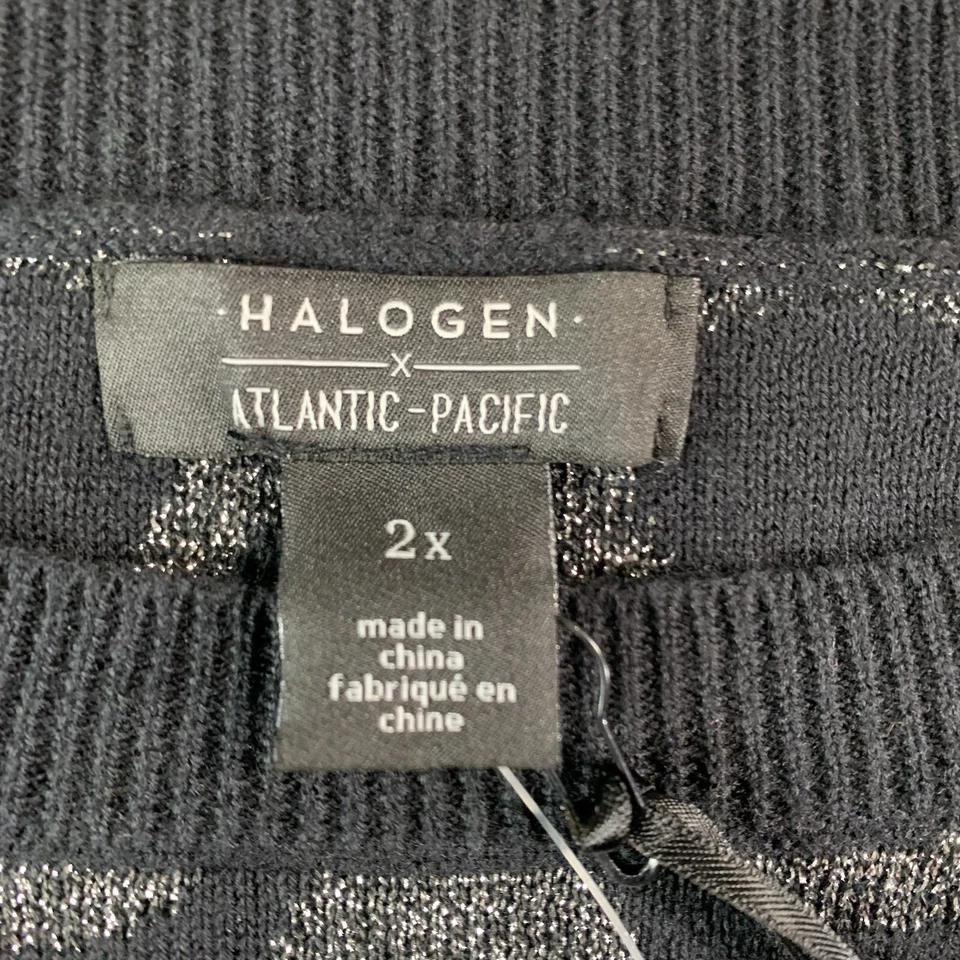 ·HALOGEN·
X
ATLANTIC-PACIFIC
2x
made in
china
fabriqué en
chine